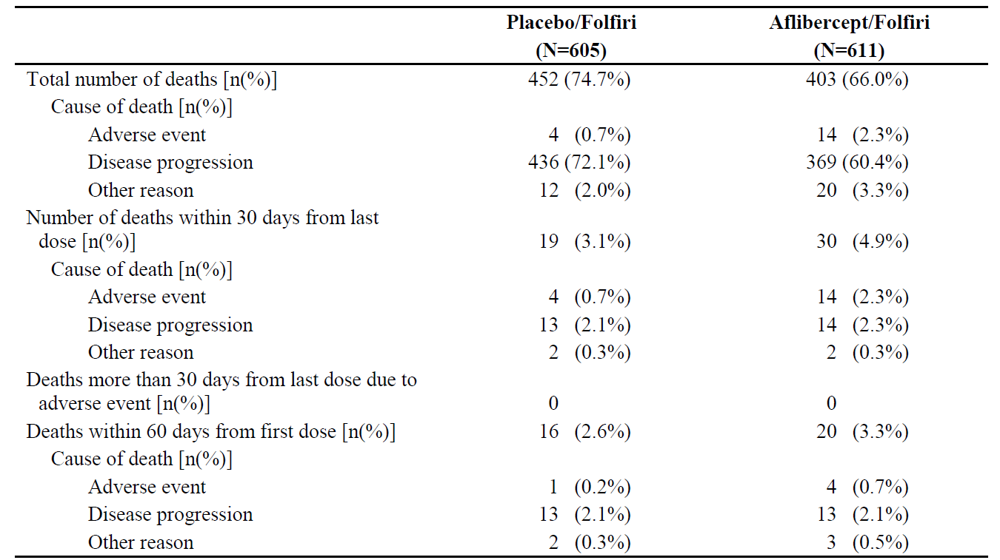 Placebo/Folfiri Aflibercept/Folfiri
(N=605) (N=611)
Total number of deaths [n(%)] 452 (74.7%) 403 (66.0%)
Cause of death [n(%)]
Adverse event 4 (0.7%) 14 (2.3%)
Disease progression 436 (72.1%) 369 (60.4%)
Other reason 12 (2.0%) 20 (3.3%)
Number of deaths within 30 days from last
dose [n(%)] 19 (3.1%) 30 (4.9%)
Cause of death [n(%)]
Adverse event 4 (0.7%) 14 (2.3%)
Disease progression 13 (2.1%) 14 (2.3%)
Other reason 2 (0.3%) 2 (0.3%)
Deaths more than 30 days from last dose due to
adverse event [n(%)] 0 0
Deaths within 60 days from first dose [n(%)] 16 (2.6%) 20 (3.3%)
Cause of death [n(%)]
Adverse event 1 (0.2%) 4 (0.7%)
Disease progression 13 (2.1%) 13 (2.1%)
Other reason 2 (0.3%) 3 (0.5%)